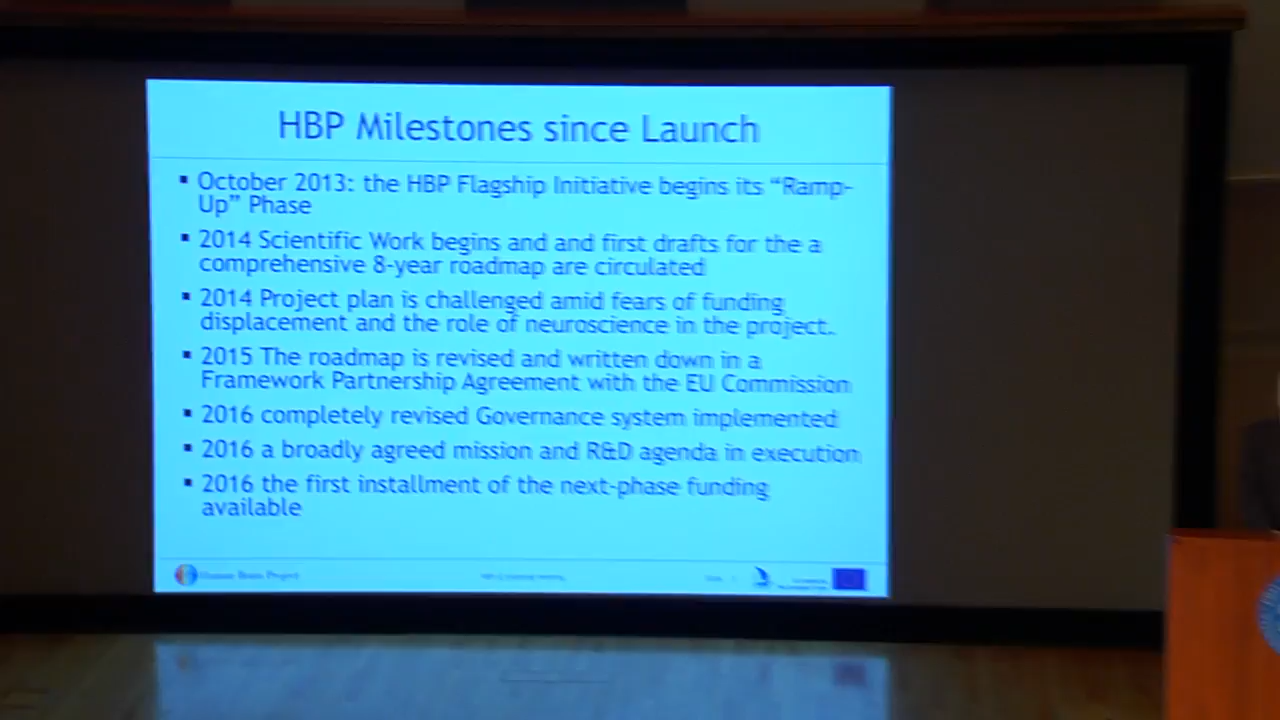 HBP Milestones since Launch
▪ October 2013: the HBP Flagship Initiative begins its “Ramp-
Up” Phase
▪ 2014 Scientific Work begins and and first drafts for the a
comprehensive 8-year roadmap are circulated
▪ 2014 Project plan is challenged amid fears of funding
displacement and the role of neuroscience in the project.
▪ 2015 The roadmap is revised and written down in a
Framework Partnership Agreement with the EU Commission
▪ 2016 completely revised Governance system implemented
▪ 2016 a broadly agreed mission and R&D agenda in execution
▪ 2016 the first installment of the next-phase funding
available
Human Brain Project